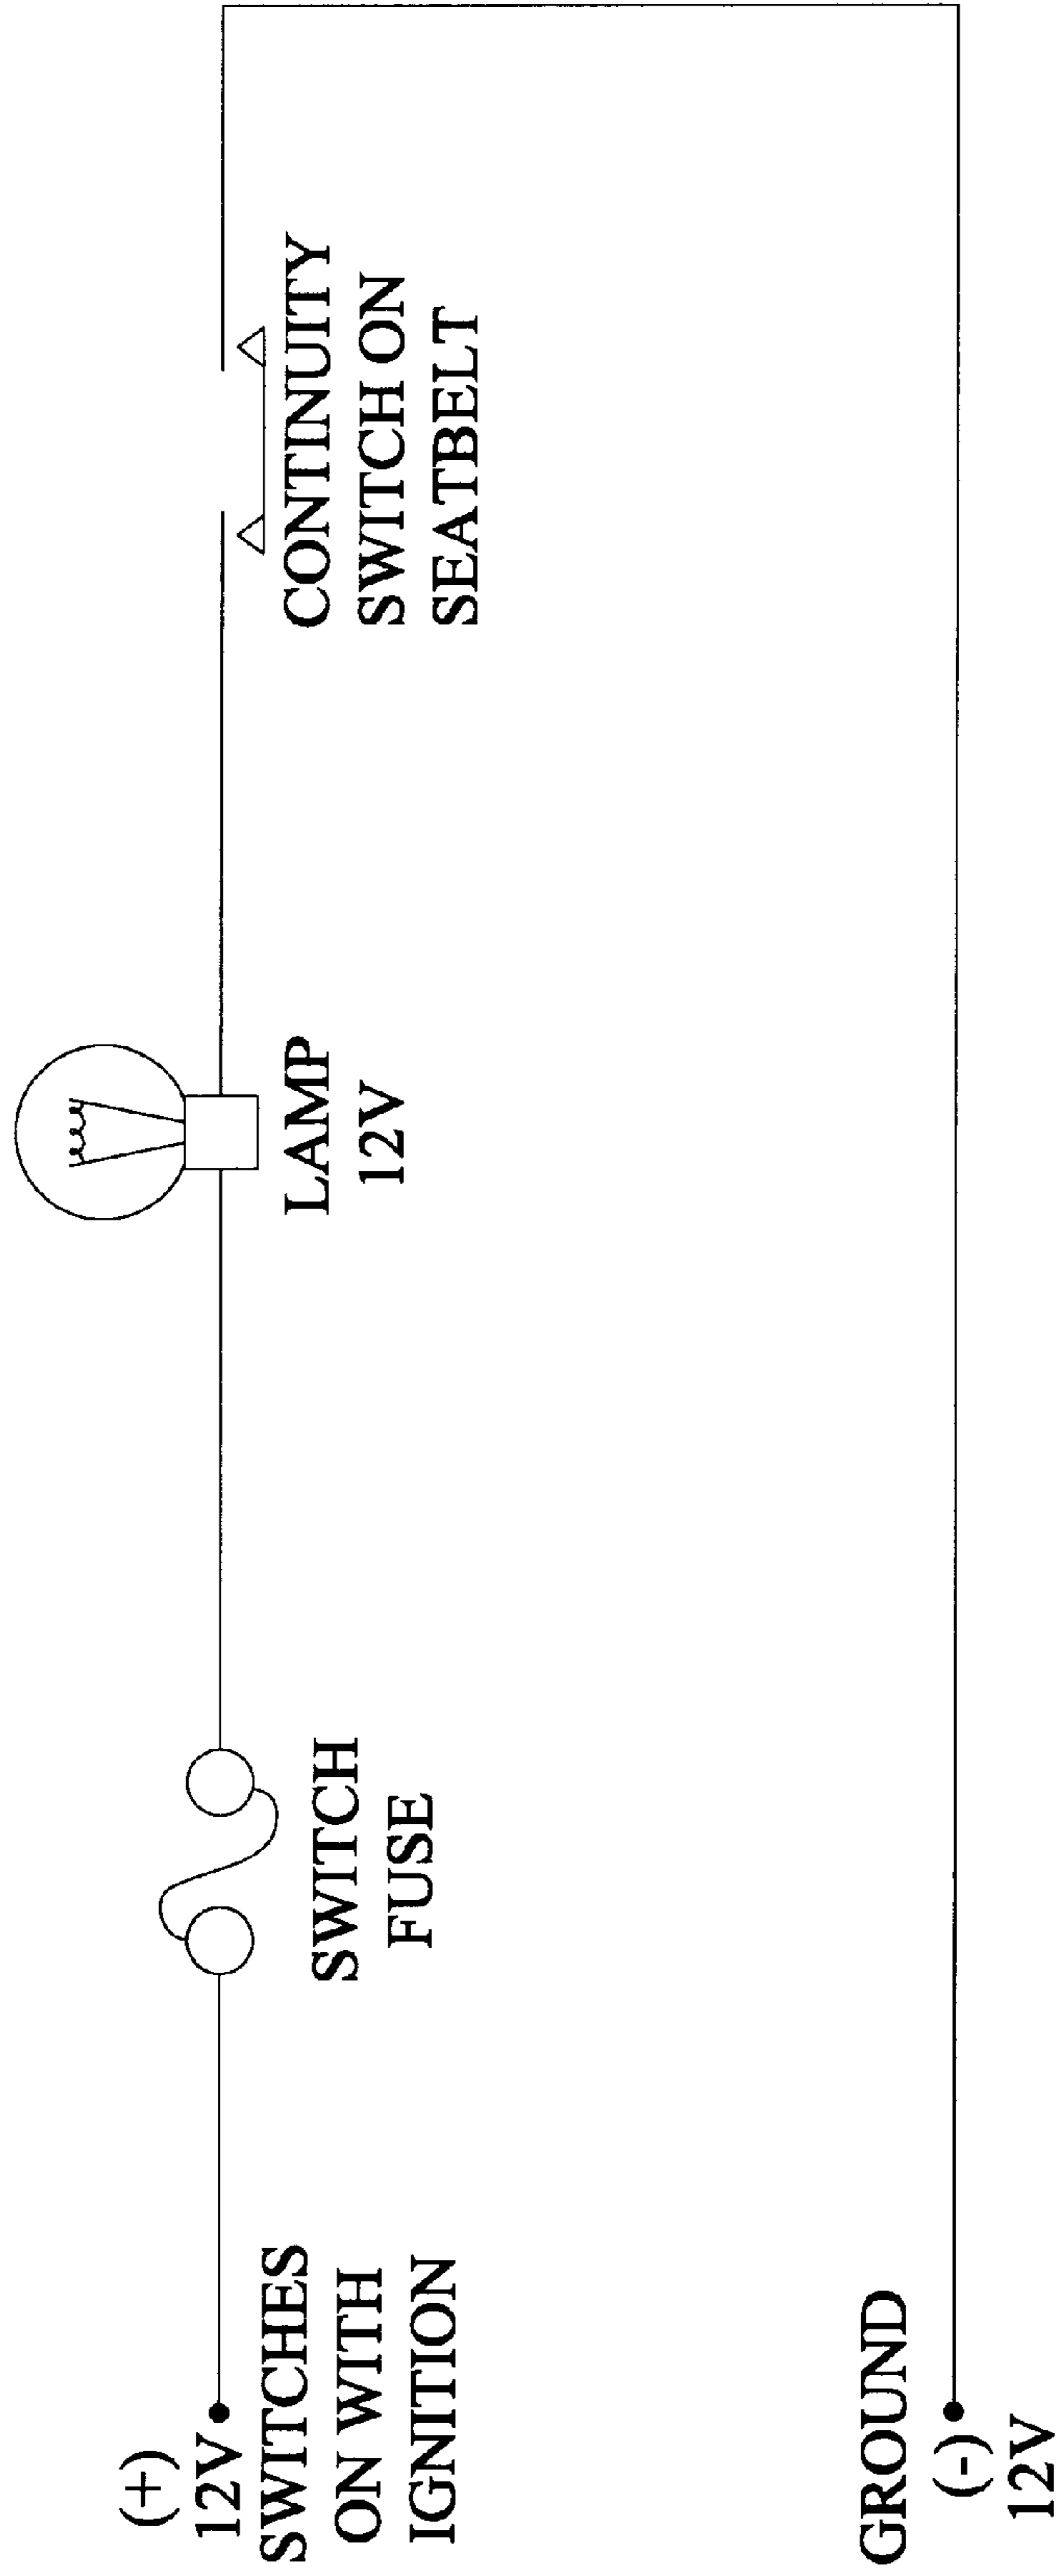 (+)
12V
SWITCHES
ON WITH
IGNITION
SWITCH
FUSE
LAMP
12V
CONTINUITY
SWITCH ON
SEATBELT
GROUND
(-)
12V